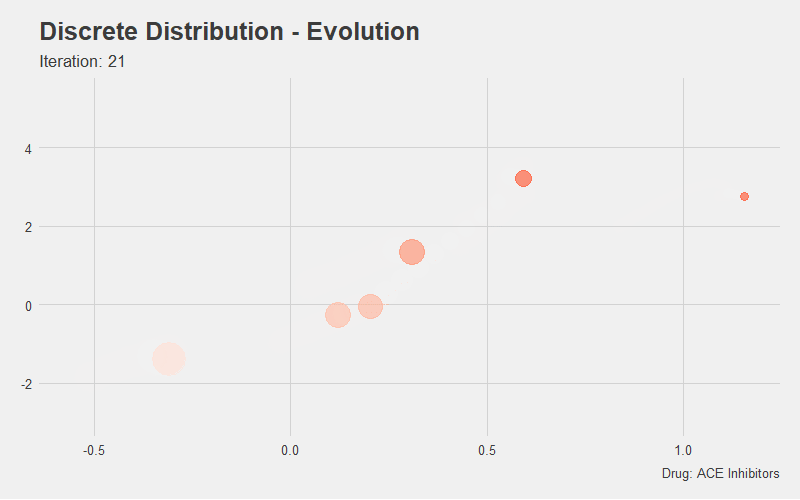 Discrete Distribution - Evolution
Iteration: 21
4
2
0
-2
-0.5 0.0 0.5 1.0
Drug: ACE Inhibitors